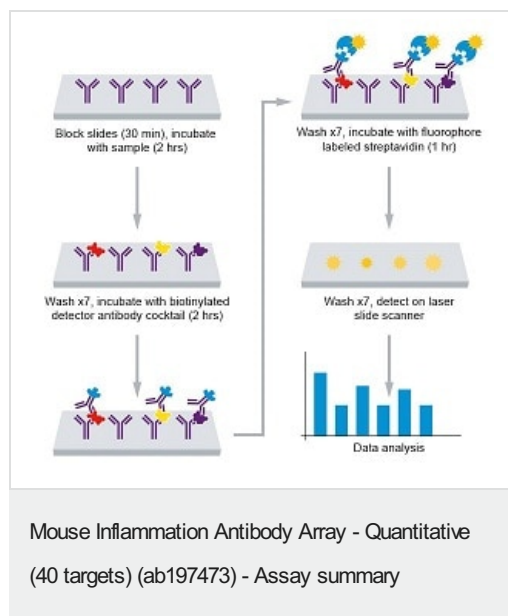 Block slides (30 min), incubate
with sample (2 hrs)
Wash x7, incubate with biotinylated
detector antibody cocktail (2 hrs)
Wash x7, incubate with fluorophore
labeled streptavidin (1 hr)
Wash x7, detect on laser
slide scanner
Data analysis
Mouse Inflammation Antibody Array - Quantitative
(40 targets) (ab197473) - Assay summary